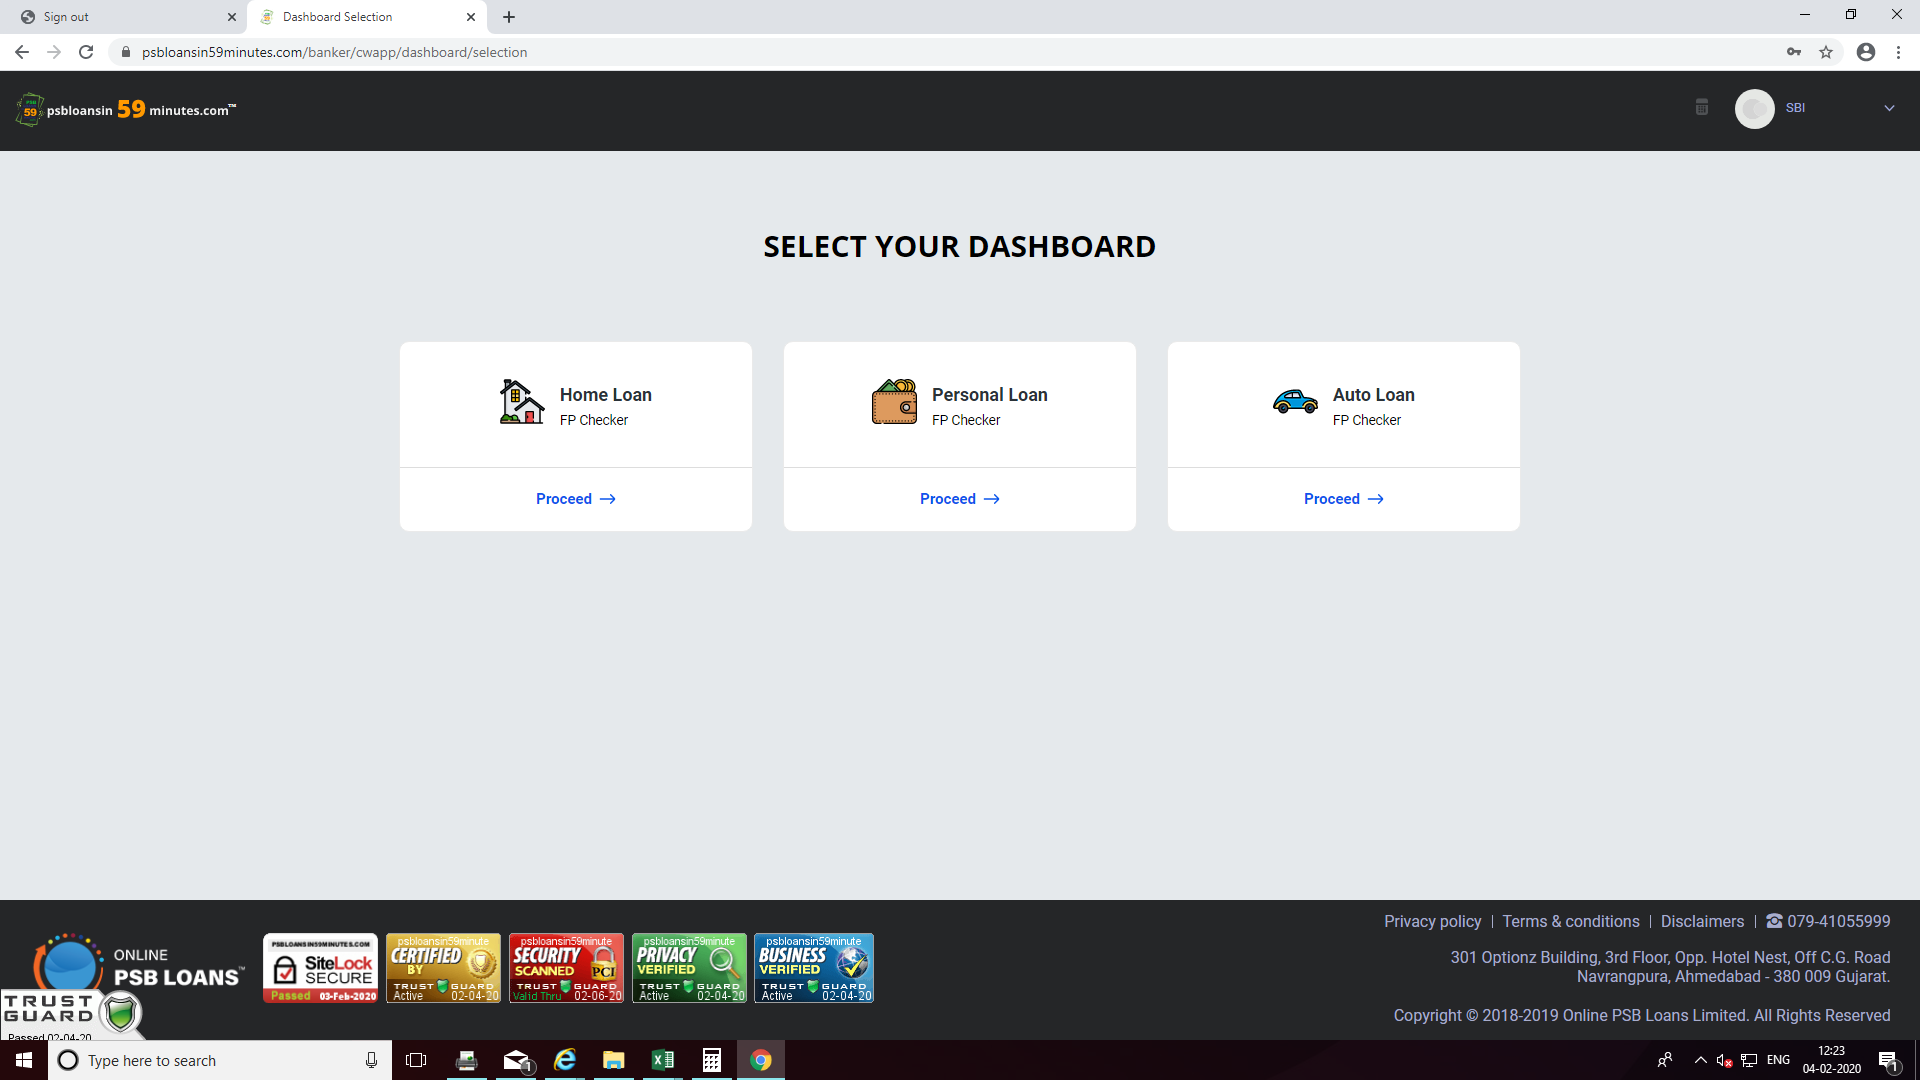 Sign out
Dashboard Selection
psbloansin59minutes.com/banker/cwapp/dashboard/selection
PSB 59 psbloansin 59 minutes.com™
SBI
SELECT YOUR DASHBOARD
Home Loan
FP Checker
Proceed →
Personal Loan
FP Checker
Proceed →
Auto Loan
FP Checker
Proceed →
Privacy policy | Terms & conditions | Disclaimers | ☎ 079-41055999
301 Optionz Building, 3rd Floor, Opp. Hotel Nest, Off C.G. Road
Navrangpura, Ahmedabad - 380 009 Gujarat.
Copyright © 2018-2019 Online PSB Loans Limited. All Rights Reserved
ONLINE
PSB LOANS™
PSBLOANSIN59MINUTES.COM
SiteLock
SECURE
Passed 03-Feb-2020
psbloansin59minute
CERTIFIED
BY
TRUST GUARD
Active 02-04-20
psbloansin59minute
SECURITY
SCANNED
PCI
TRUST GUARD
Valid Thru 02-06-20
psbloansin59minute
PRIVACY
VERIFIED
TRUST GUARD
Active 02-04-20
psbloansin59minute
BUSINESS
VERIFIED
TRUST GUARD
Active 02-04-20
TRUST
GUARD
Passed 02-04-20
Type here to search
1
ENG
12:23
04-02-2020
1